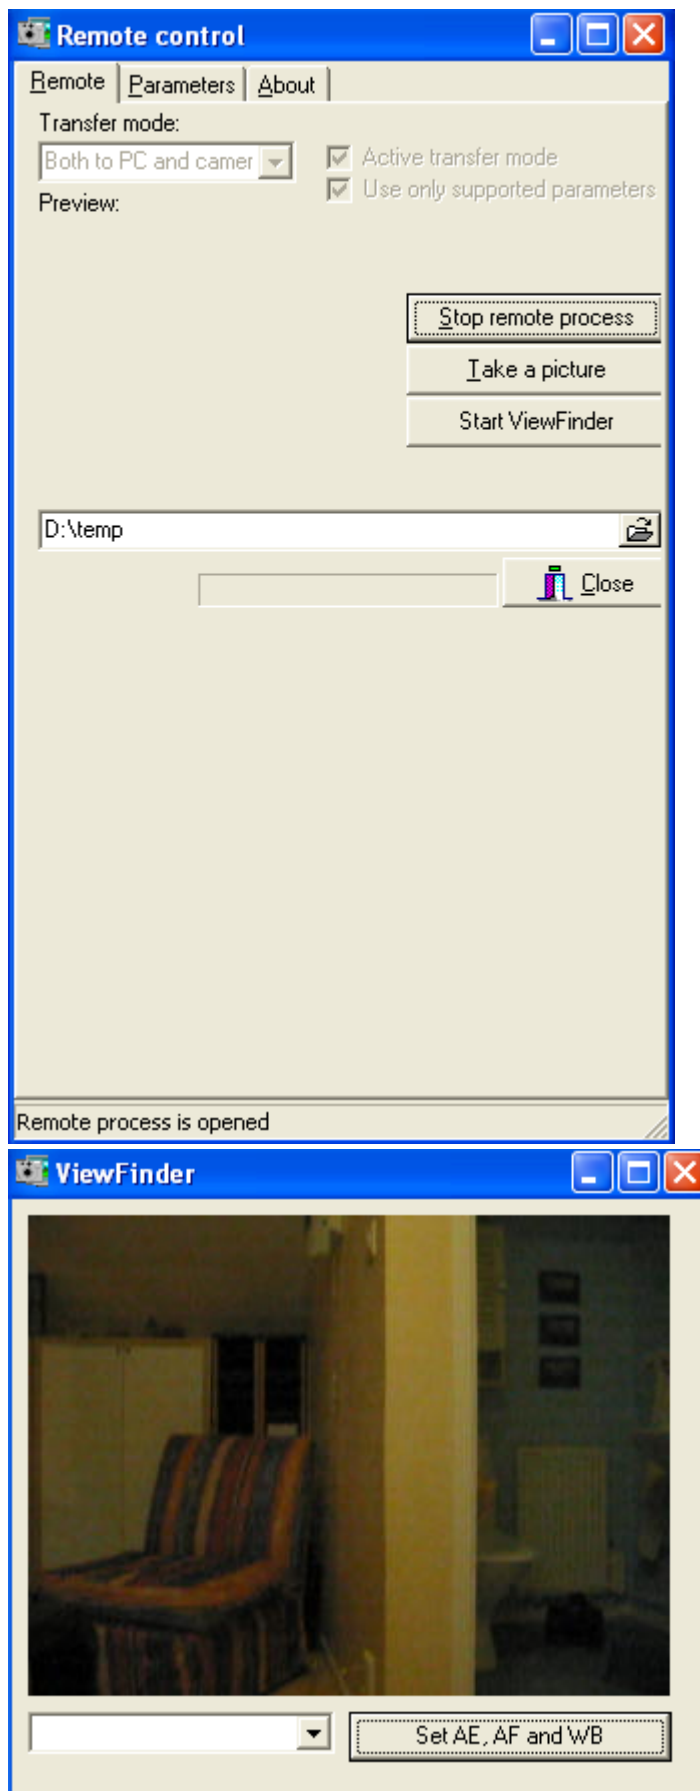 Remote control
Remote Parameters About
Transfer mode:
Both to PC and camer
Active transfer mode
Use only supported parameters
Preview:
Stop remote process
Take a picture
Start ViewFinder
D:\temp
Close
Remote process is opened
ViewFinder
Set AE, AF and WB